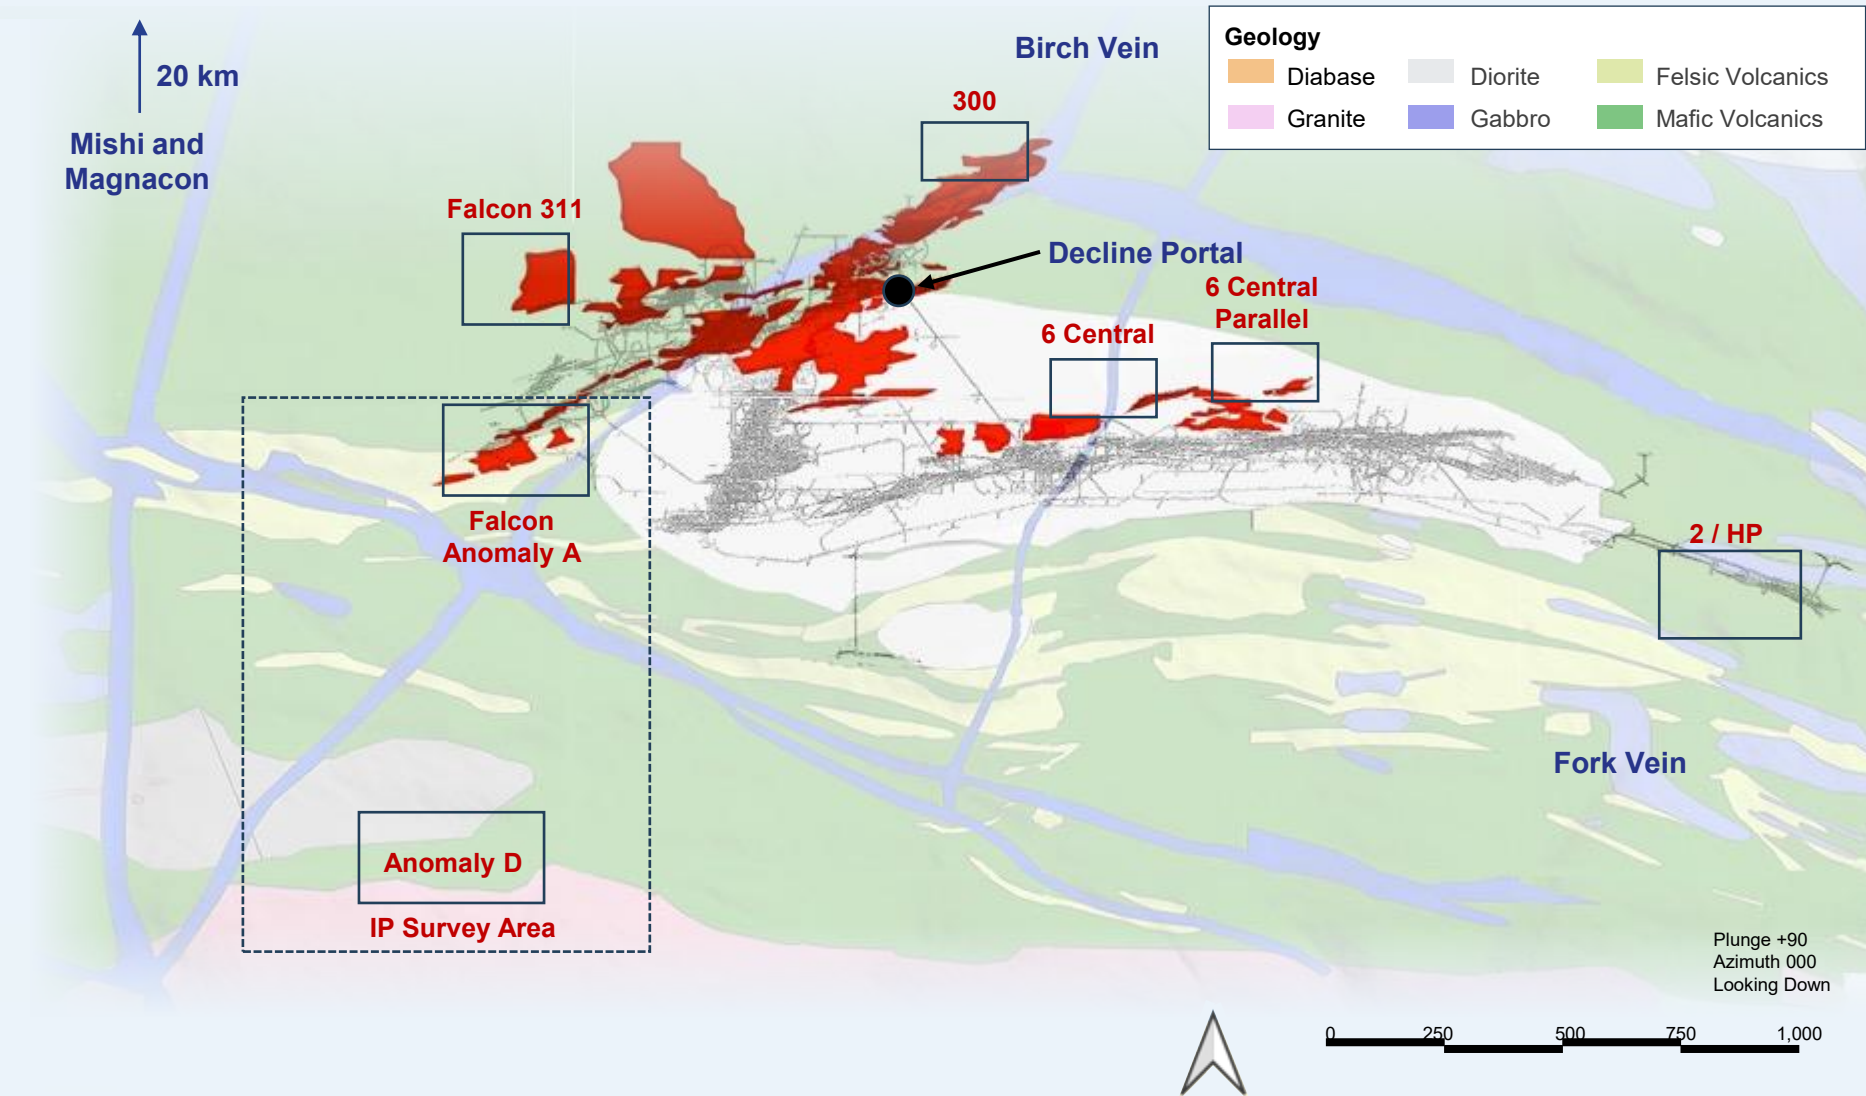 Birch Vein
Geology
Diabase
Diorite
Felsic Volcanics
Granite
Gabbro
Mafic Volcanics
20 km
Mishi and
Magnacon
300
Falcon 311
Decline Portal
6 Central
Parallel
6 Central
Falcon
Anomaly A
2 / HP
Fork Vein
Anomaly D
IP Survey Area
Plunge +90
Azimuth 000
Looking Down
0 250 500 750 1,000